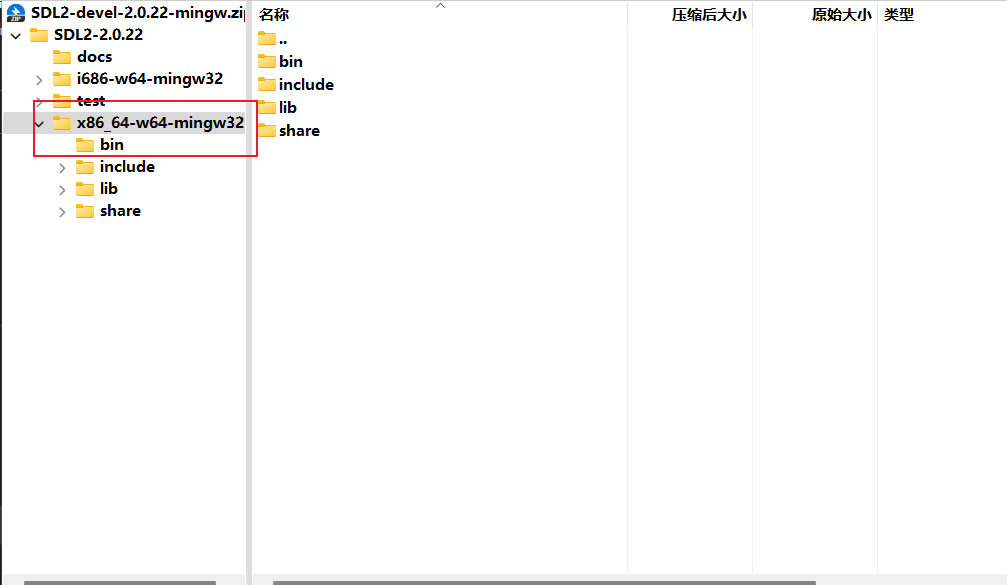 SDL2-devel-2.0.22-mingw.zip
SDL2-2.0.22
docs
i686-w64-mingw32
test
x86_64-w64-mingw32
bin
include
lib
share
名称 压缩后大小 原始大小 类型
..
bin
include
lib
share